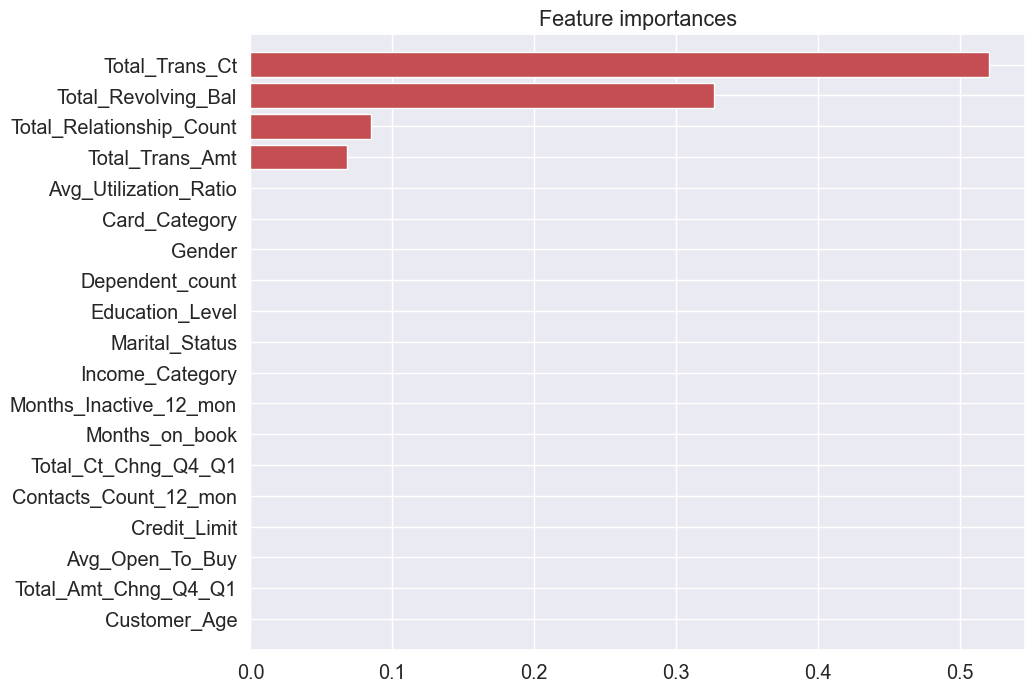 Feature importances
Total_Trans_Ct
Total_Revolving_Bal
Total_Relationship_Count
Total_Trans_Amt
Avg_Utilization_Ratio
Card_Category
Gender
Dependent_count
Education_Level
Marital_Status
Income_Category
Months_Inactive_12_mon
Months_on_book
Total_Ct_Chng_Q4_Q1
Contacts_Count_12_mon
Credit_Limit
Avg_Open_To_Buy
Total_Amt_Chng_Q4_Q1
Customer_Age
0.0 0.1 0.2 0.3 0.4 0.5